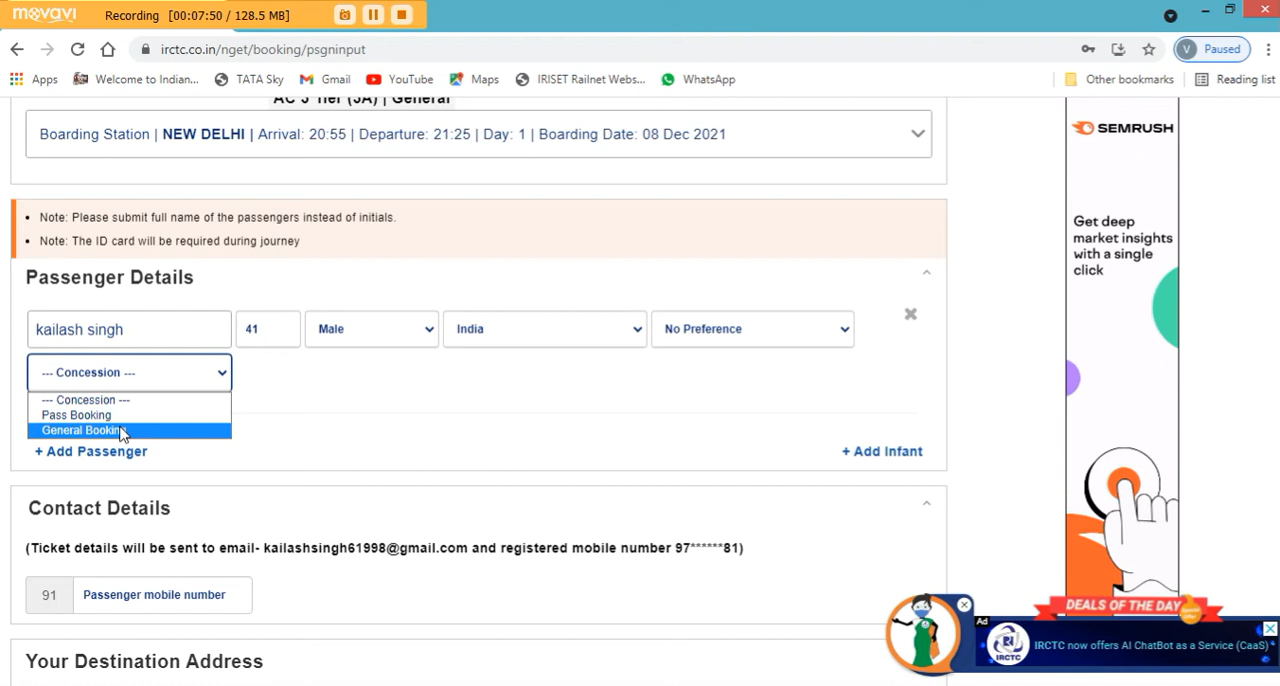 movavi Recording [00:07:50 / 128.5 MB]
irctc.co.in/nget/booking/psgninput
V Paused
Apps Welcome to Indian... TATA Sky Gmail YouTube Maps IRISET Railnet Webs... WhatsApp Other bookmarks Reading list
AC 3 Tier (3A) | General
Boarding Station | NEW DELHI | Arrival: 20:55 | Departure: 21:25 | Day: 1 | Boarding Date: 08 Dec 2021
Note: Please submit full name of the passengers instead of initials.
Note: The ID card will be required during journey
Passenger Details
kailash singh 41 Male India No Preference
--- Concession ---
--- Concession ---
Pass Booking
General Booking
+ Add Passenger + Add Infant
Contact Details
(Ticket details will be sent to email- kailashsingh61998@gmail.com and registered mobile number 97******81)
91 Passenger mobile number
Your Destination Address
SEMRUSH
Get deep
market insights
with a single
click
DEALS OF THE DAY
Ad
IRCTC
IRCTC now offers AI ChatBot as a Service (CaaS)